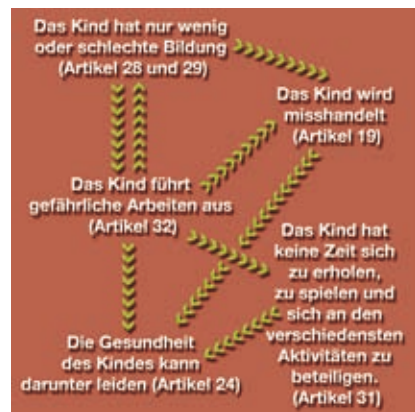 Das Kind hat nur wenig
oder schlechte Bildung
(Artikel 28 und 29)
Das Kind wird
misshandelt
(Artikel 19)
Das Kind führt
gefährliche Arbeiten aus
(Artikel 32)
Das Kind hat
keine Zeit sich
zu erholen,
zu spielen und
sich an den
verschiedensten
Aktivitäten zu
beteiligen.
(Artikel 31)
Die Gesundheit
des Kindes kann
darunter leiden (Artikel 24)